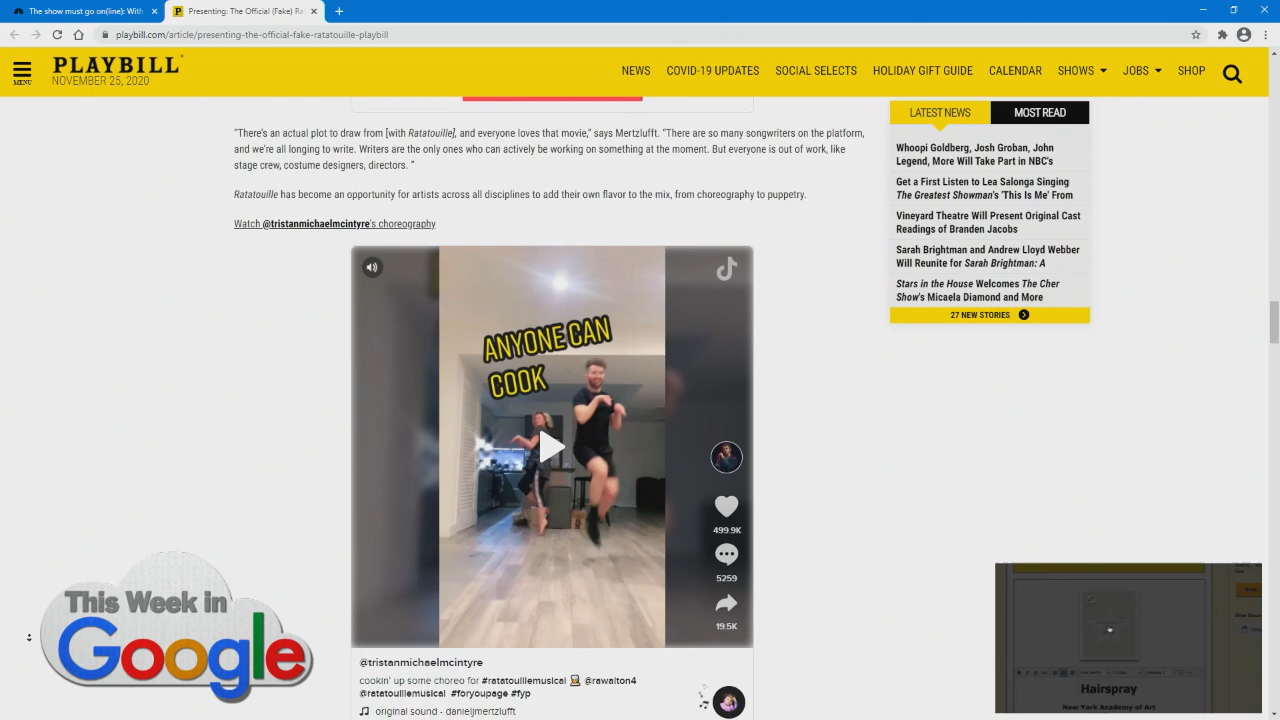 The show must go on(line): With
Presenting: The Official (Fake) Rat
playbill.com/article/presenting-the-official-fake-ratatouille-playbill
MENU
PLAYBILL
NOVEMBER 25, 2020
NEWS
COVID-19 UPDATES
SOCIAL SELECTS
HOLIDAY GIFT GUIDE
CALENDAR
SHOWS
JOBS
SHOP
“There’s an actual plot to draw from [with Ratatouille], and everyone loves that movie,” says Mertzlufft. “There are so many songwriters on the platform,
and we’re all longing to write. Writers are the only ones who can actively be working on something at the moment. But everyone is out of work, like
stage crew, costume designers, directors. “
Ratatouille has become an opportunity for artists across all disciplines to add their own flavor to the mix, from choreography to puppetry.
Watch @tristanmichaelmcintyre's choreography
ANYONE CAN
COOK
499.9K
5259
19.5K
@tristanmichaelmcintyre
cookin' up some choreo for #ratatouillemusical 👨‍🍳 @rawalton4
#ratatouillemusical #foryoupage #fyp
original sound - danieljmertzlufft
LATEST NEWS
MOST READ
Whoopi Goldberg, Josh Groban, John
Legend, More Will Take Part in NBC's
Get a First Listen to Lea Salonga Singing
The Greatest Showman's 'This Is Me' From
Vineyard Theatre Will Present Original Cast
Readings of Branden Jacobs
Sarah Brightman and Andrew Lloyd Webber
Will Reunite for Sarah Brightman: A
Stars in the House Welcomes The Cher
Show's Micaela Diamond and More
27 NEW STORIES
This Week in
Google
Hairspray
New York Academy of Art